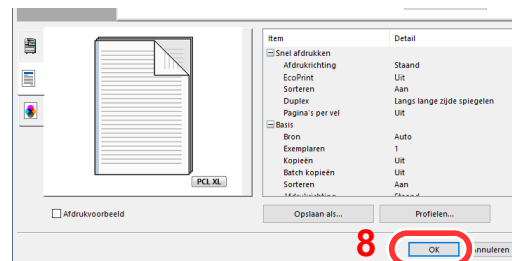 Item Detail
Snel afdrukken
Afdrukrichting Staand
EcoPrint Uit
Sorteren Aan
Duplex Langs lange zijde spiegelen
Pagina's per vel Uit
Basis
Bron Auto
Exemplaren 1
Kopieën Uit
Batch kopieën Uit
Sorteren Aan
Afdrukrichting Staand
PCL XL
Afdrukvoorbeeld Opslaan als... Profielen...
8 OK nnuleren